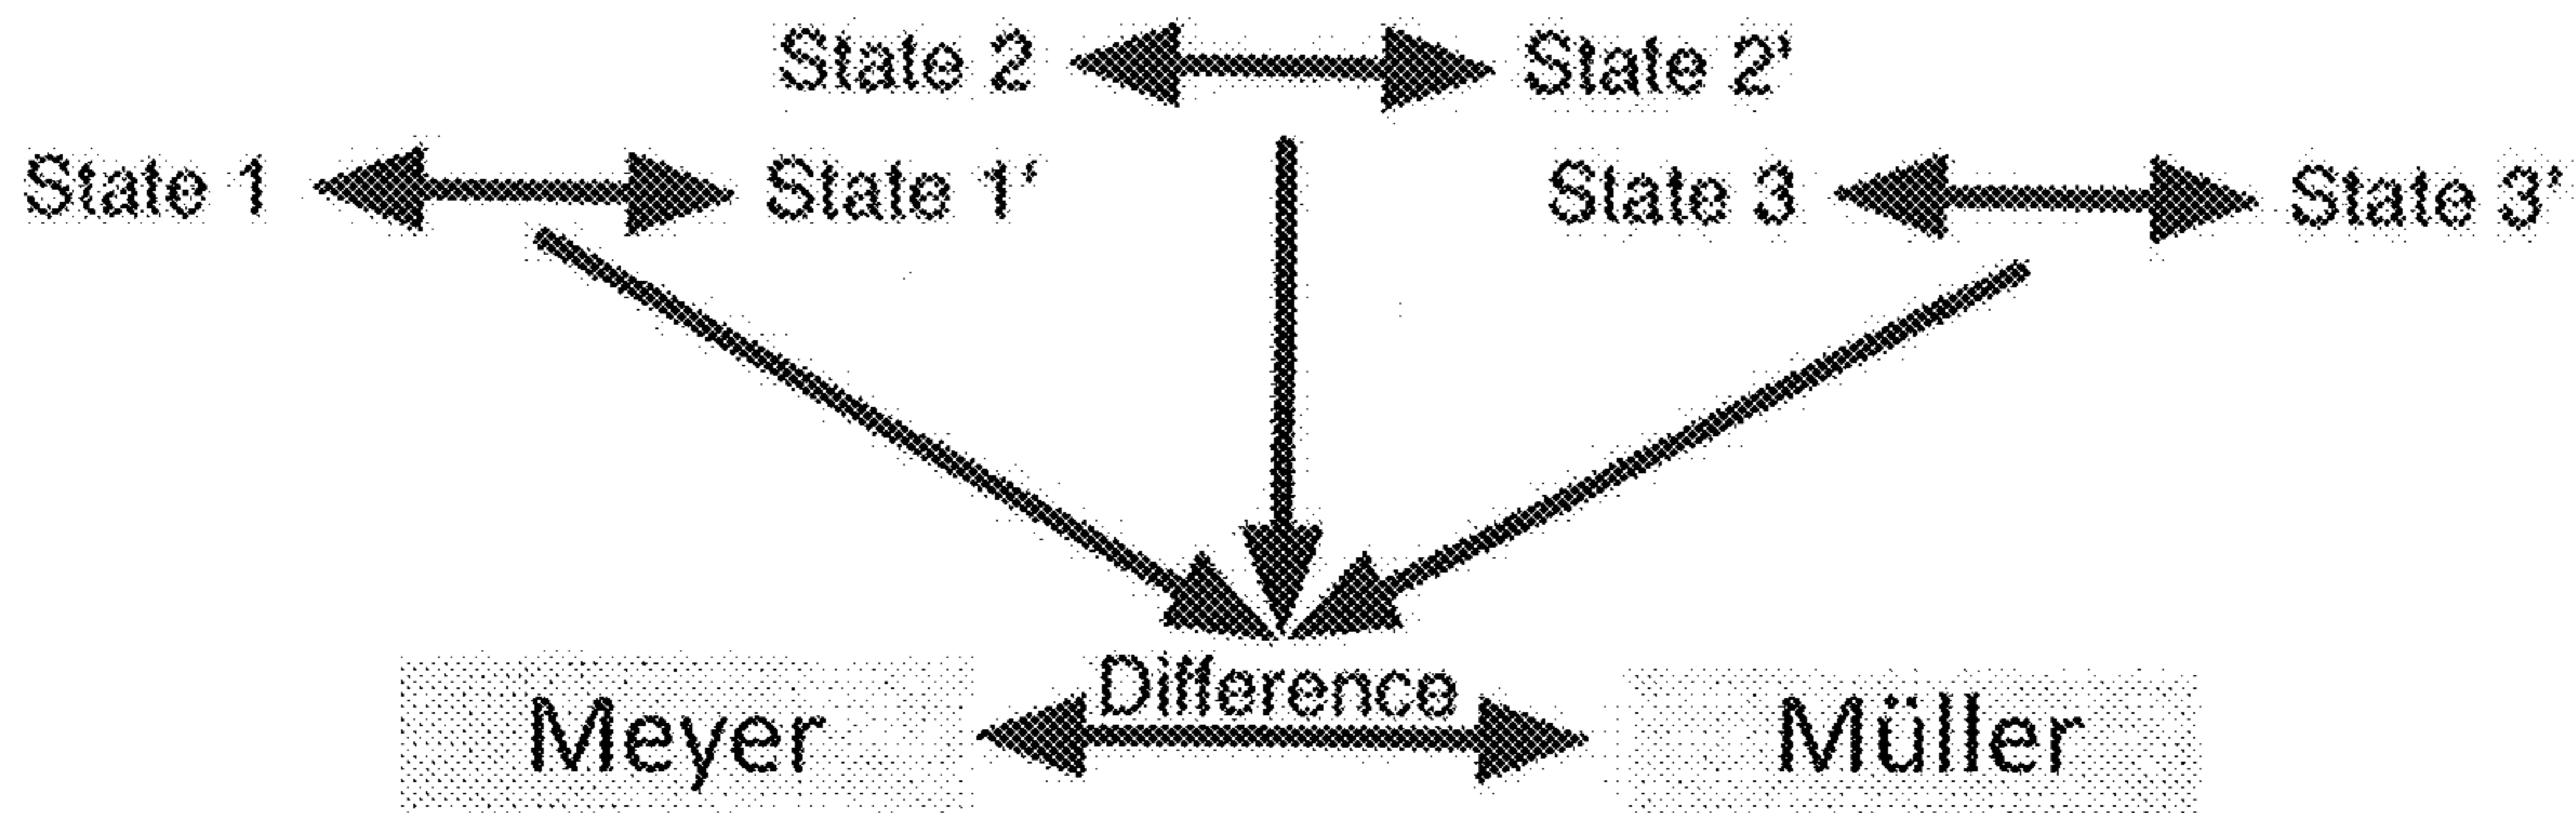 State 2 State 2'
State 1 State 1'
State 3 State 3'
Difference
Meyer Müller